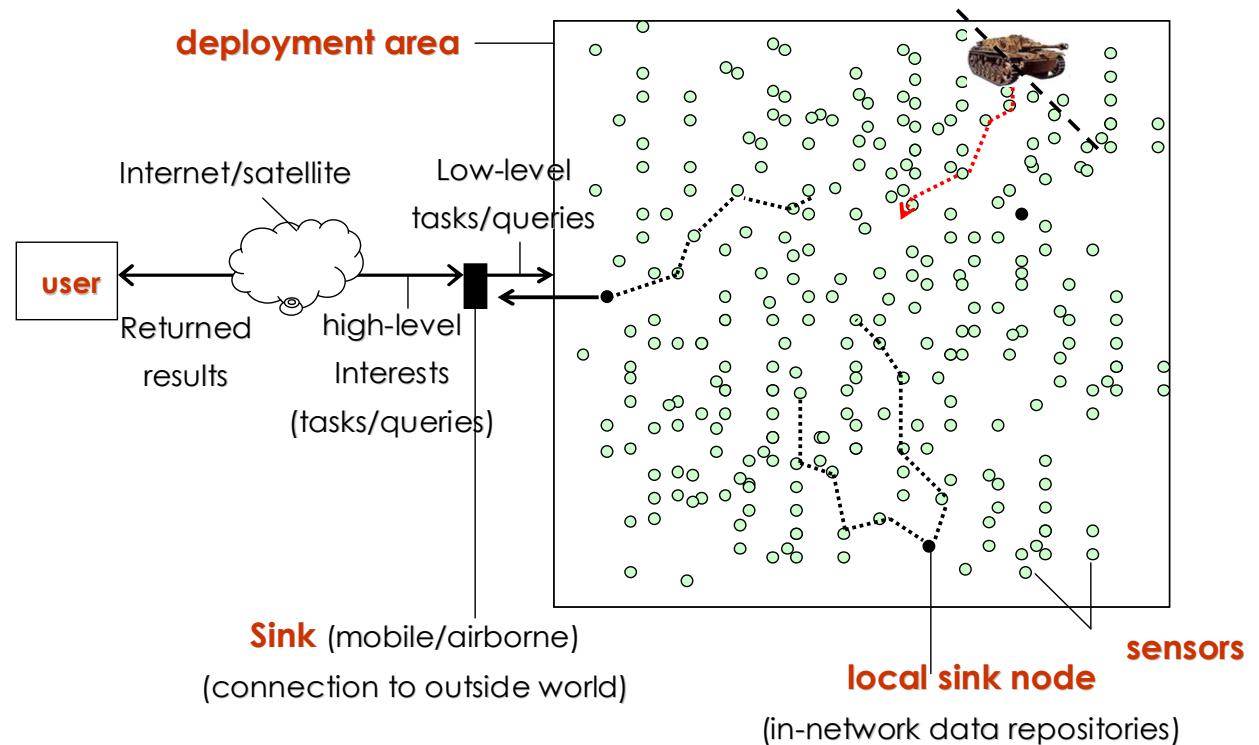 deployment area
Internet/satellite
Low-level
tasks/queries
user
Returned
results
high-level
Interests
(tasks/queries)
Sink (mobile/airborne)
(connection to outside world)
sensors
local sink node
(in-network data repositories)